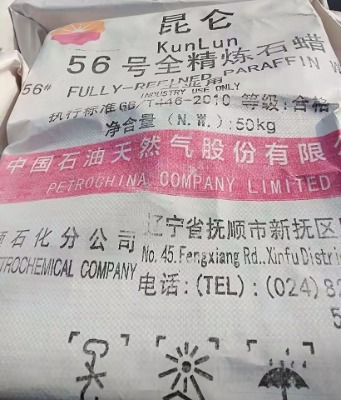 昆仑
KunLun
56号全精炼石蜡
56#
FULLY-REFINED PARAFFIN W
INDUSTRY USE ONLY
执行标准GB/T446-2010 等级:合格
净含量(N.W.):50kg
中国石油天然气股份有限
PETROCHINA COMPANY LIMITED
石化分公司
TROCHEMICAL COMPANY
辽宁省抚顺市新抚区
No.45.Fengxiang Rd..Xinfu Distri
电话:(TEL):(024)82
5